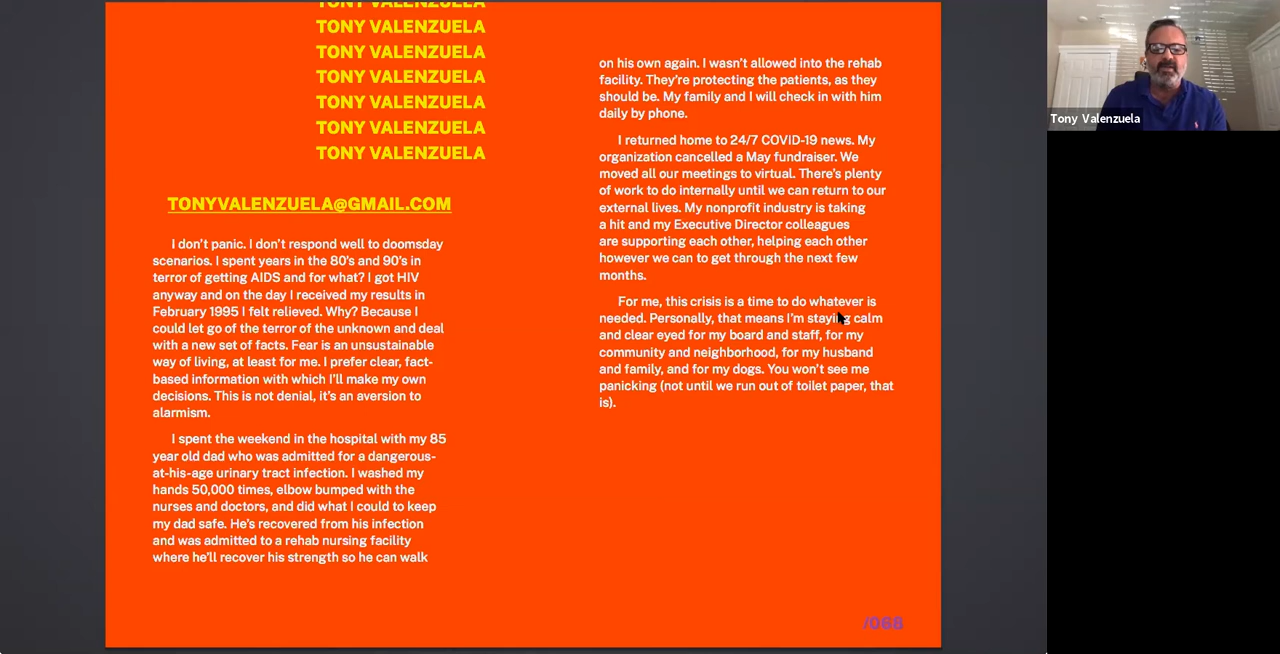 TONY VALENZUELA
TONY VALENZUELA
TONY VALENZUELA
TONY VALENZUELA
TONY VALENZUELA
TONY VALENZUELA
TONY VALENZUELA
TONYVALENZUELA@GMAIL.COM
I don’t panic. I don’t respond well to doomsday
scenarios. I spent years in the 80’s and 90’s in
terror of getting AIDS and for what? I got HIV
anyway and on the day I received my results in
February 1995 I felt relieved. Why? Because I
could let go of the terror of the unknown and deal
with a new set of facts. Fear is an unsustainable
way of living, at least for me. I prefer clear, fact-
based information with which I’ll make my own
decisions. This is not denial, it’s an aversion to
alarmism.
I spent the weekend in the hospital with my 85
year old dad who was admitted for a dangerous-
at-his-age urinary tract infection. I washed my
hands 50,000 times, elbow bumped with the
nurses and doctors, and did what I could to keep
my dad safe. He’s recovered from his infection
and was admitted to a rehab nursing facility
where he’ll recover his strength so he can walk
on his own again. I wasn’t allowed into the rehab
facility. They’re protecting the patients, as they
should be. My family and I will check in with him
daily by phone.
I returned home to 24/7 COVID-19 news. My
organization cancelled a May fundraiser. We
moved all our meetings to virtual. There’s plenty
of work to do internally until we can return to our
external lives. My nonprofit industry is taking
a hit and my Executive Director colleagues
are supporting each other, helping each other
however we can to get through the next few
months.
For me, this crisis is a time to do whatever is
needed. Personally, that means I’m staying calm
and clear eyed for my board and staff, for my
community and neighborhood, for my husband
and family, and for my dogs. You won’t see me
panicking (not until we run out of toilet paper, that
is).
/068
Tony Valenzuela